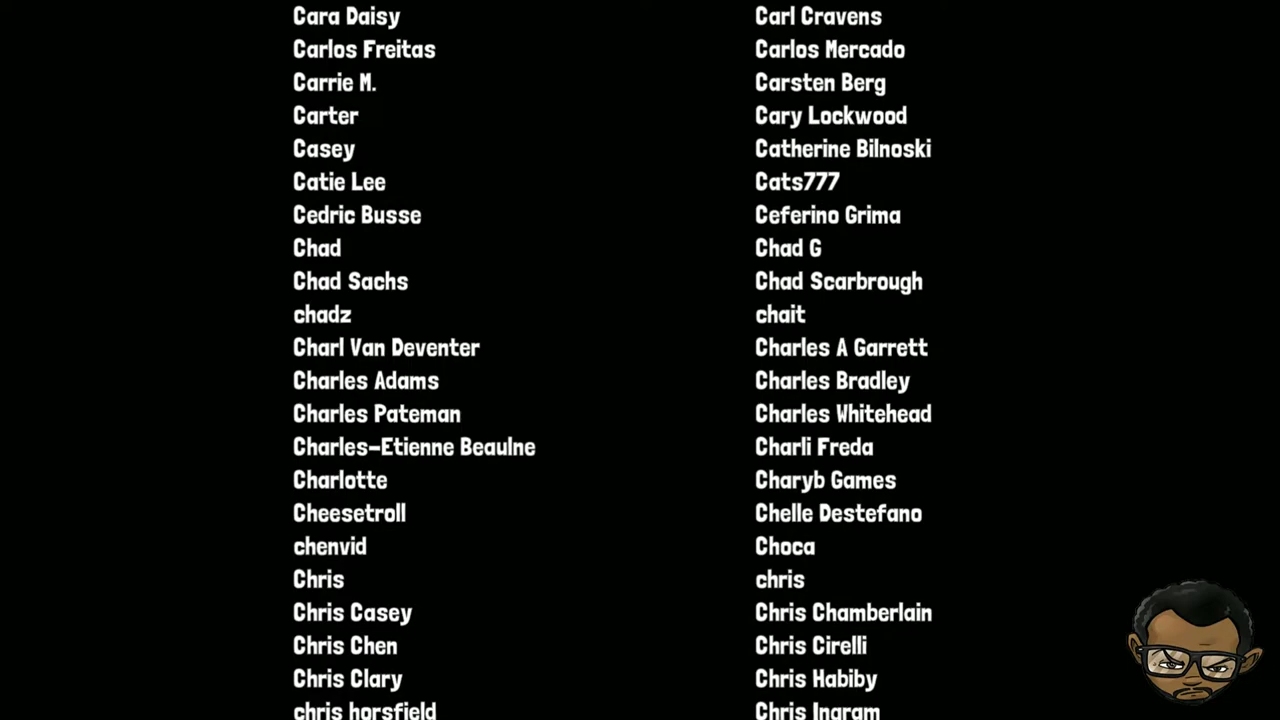 Cara Daisy
Carl Cravens
Carlos Freitas
Carlos Mercado
Carrie M.
Carsten Berg
Carter
Cary Lockwood
Casey
Catherine Bilnoski
Catie Lee
Cats777
Cedric Busse
Ceferino Grima
Chad
Chad G
Chad Sachs
Chad Scarbrough
chadz
chait
Charl Van Deventer
Charles A Garrett
Charles Adams
Charles Bradley
Charles Pateman
Charles Whitehead
Charles-Etienne Beaulne
Charli Freda
Charlotte
Charyb Games
Cheesetroll
Chelle Destefano
chenvid
Choca
Chris
chris
Chris Casey
Chris Chamberlain
Chris Chen
Chris Cirelli
Chris Clary
Chris Habiby
chris horsfield
Chris Ingram